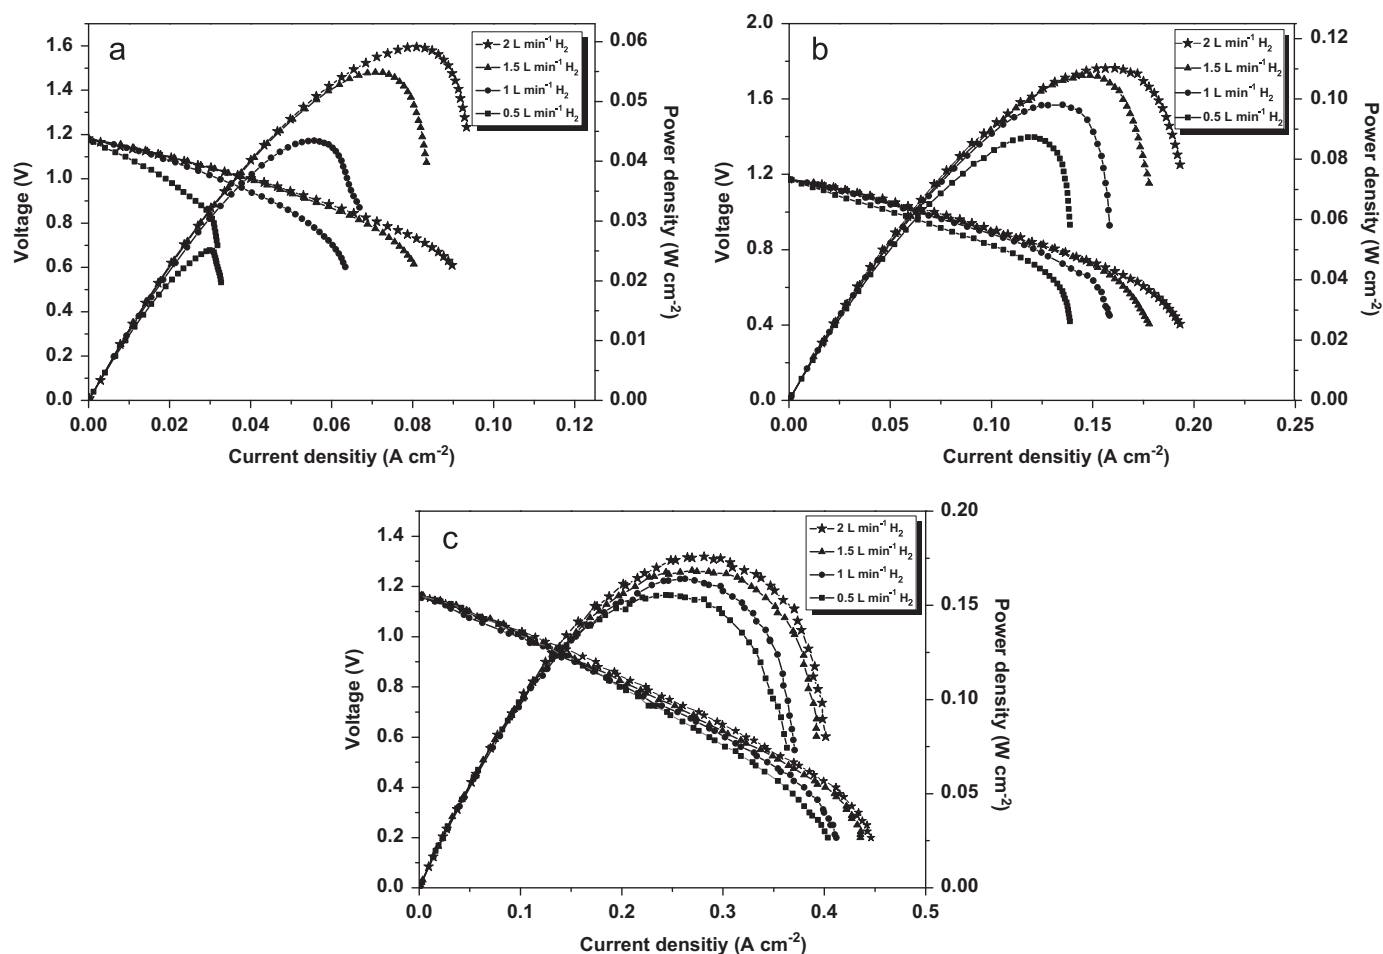 a
2 L min-1 H2
1.5 L min-1 H2
1 L min-1 H2
0.5 L min-1 H2
1.6
1.4
1.2
1.0
0.8
0.6
0.4
0.2
0.0
Voltage (V)
0.06
0.05
0.04
0.03
0.02
0.01
0.00
Power density (W cm-2)
0.00 0.02 0.04 0.06 0.08 0.10 0.12
Current densitiy (A cm-2)
b
2 L min-1 H2
1.5 L min-1 H2
1 L min-1 H2
0.5 L min-1 H2
2.0
1.6
1.2
0.8
0.4
0.0
Voltage (V)
0.12
0.10
0.08
0.06
0.04
0.02
0.00
Power density (W cm-2)
0.00 0.05 0.10 0.15 0.20 0.25
Current densitiy (A cm-2)
c
2 L min-1 H2
1.5 L min-1 H2
1 L min-1 H2
0.5 L min-1 H2
1.4
1.2
1.0
0.8
0.6
0.4
0.2
0.0
Voltage (V)
0.20
0.15
0.10
0.05
0.00
Power density (W cm-2)
0.0 0.1 0.2 0.3 0.4 0.5
Current densitiy (A cm-2)